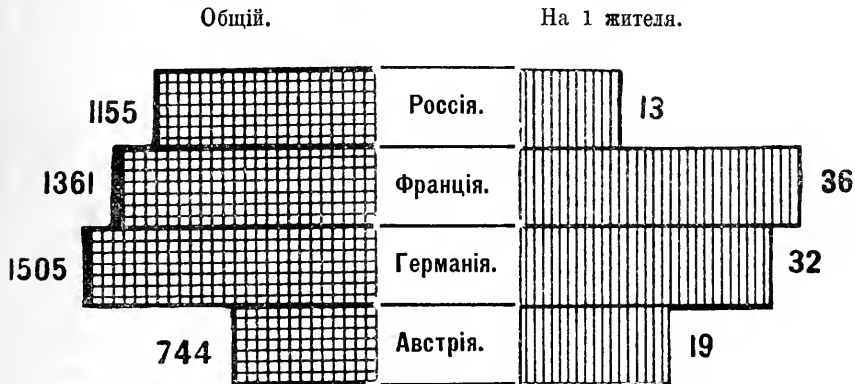 Общій. На 1 жителя.
1155 Россія. 13
1361 Франція. 36
1505 Германія. 32
744 Австрія. 19